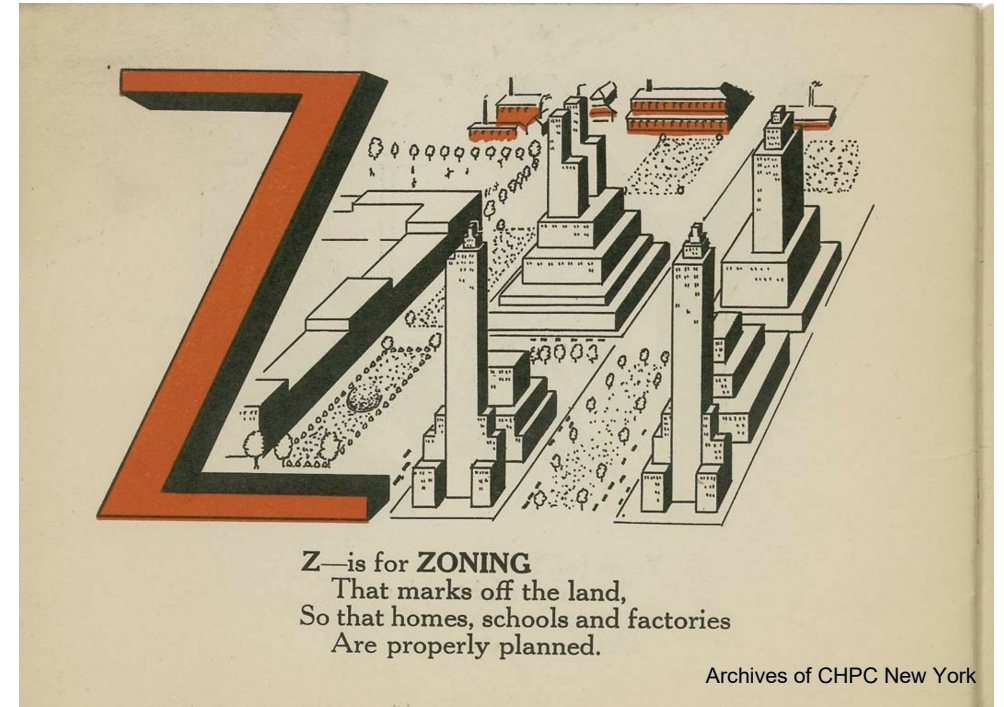 Z
Z—is for ZONING
That marks off the land,
So that homes, schools and factories
Are properly planned.
Archives of CHPC New York